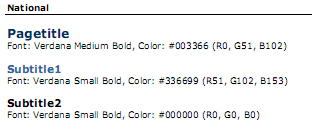 National
Pagetitle
Font: Verdana Medium Bold, Color: #003366 (R0, G51, B102)
Subtitle1
Font: Verdana Small Bold, Color: #336699 (R51, G102, B153)
Subtitle2
Font: Verdana Small Bold, Color: #000000 (R0, G0, B0)